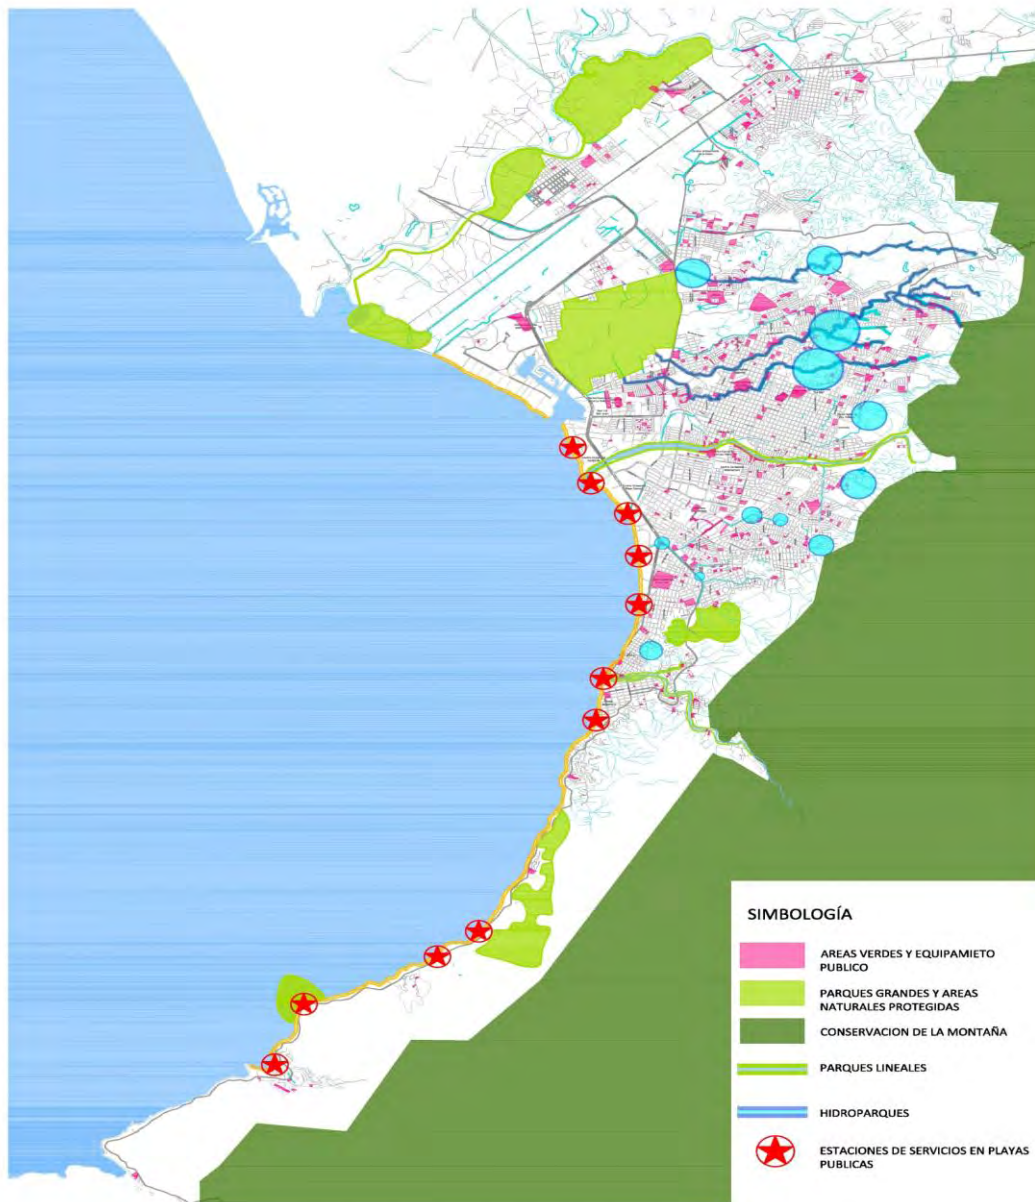 SIMBOLOGÍA
AREAS VERDES Y EQUIPAMIETO
PUBLICO
PARQUES GRANDES Y AREAS
NATURALES PROTEGIDAS
CONSERVACION DE LA MONTAÑA
PARQUES LINEALES
HIDROPARQUES
ESTACIONES DE SERVICIOS EN PLAYAS
PUBLICAS